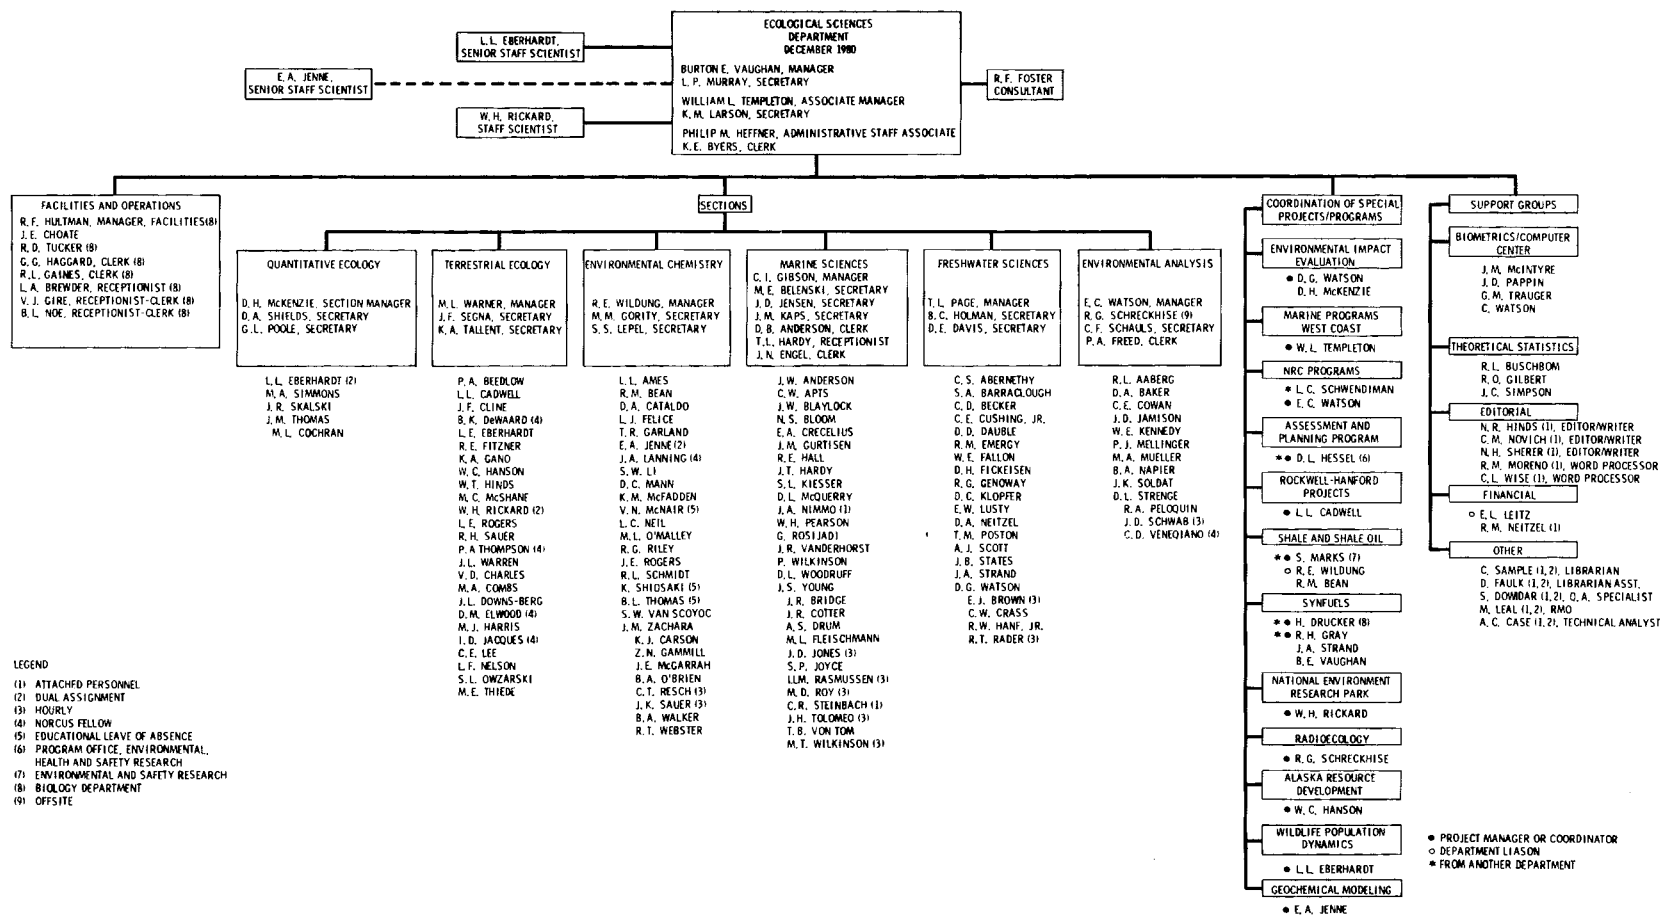 ECOLOGICAL SCIENCES
DEPARTMENT
DECEMBER 1980
BURTON E. VAUGHAN, MANAGER
L. P. MURRAY, SECRETARY
WILLIAM L. TEMPLETON, ASSOCIATE MANAGER
K. M. LARSON, SECRETARY
PHILIP M. HEFFNER, ADMINISTRATIVE STAFF ASSOCIATE
K. E. BYERS, CLERK
L. L. EBERHARDT,
SENIOR STAFF SCIENTIST
E. A. JENNE,
SENIOR STAFF SCIENTIST
W. H. RICKARD,
STAFF SCIENTIST
R. F. FOSTER
CONSULTANT
FACILITIES AND OPERATIONS
R. F. HULTMAN, MANAGER, FACILITIES(8)
J. E. CHOATE
R. D. TUCKER (8)
G. G. HAGGARD, CLERK (8)
R. L. GAINES, CLERK (8)
L. A. BREWDER, RECEPTIONIST (8)
V. J. GIRE, RECEPTIONIST-CLERK (8)
B. L. NOE, RECEPTIONIST-CLERK (8)
SECTIONS
QUANTITATIVE ECOLOGY
D. H. McKENZIE, SECTION MANAGER
D. A. SHIELDS, SECRETARY
G. L. POOLE, SECRETARY
L. L. EBERHARDT (2)
M. A. SIMMONS
J. R. SKALSKI
J. M. THOMAS
M. L. COCHRAN
TERRESTRIAL ECOLOGY
M. L. WARNER, MANAGER
J. F. SEGNA, SECRETARY
K. A. TALLENT, SECRETARY
P. A. BEEDLOW
L. L. CADWELL
J. F. CLINE
B. K. DeWAARD (4)
L. E. EBERHARDT
R. E. FITZNER
K. A. GANO
W. C. HANSON
W. T. HINDS
M. C. McSHANE
W. H. RICKARD (2)
L. E. ROGERS
R. H. SAUER
P. A THOMPSON (4)
J. L. WARREN
V. D. CHARLES
M. A. COMBS
J. L. DOWNS-BERG
D. M. ELWOOD (4)
M. J. HARRIS
I. D. JACQUES (4)
C. E. LEE
L. F. NELSON
S. L. OWZARSKI
M. E. THIEDE
ENVIRONMENTAL CHEMISTRY
R. E. WILDUNG, MANAGER
M. M. GORITY, SECRETARY
S. S. LEPEL, SECRETARY
L. L. AMES
R. M. BEAN
D. A. CATALDO
L. J. FELICE
T. R. GARLAND
E. A. JENNE (2)
J. A. LANNING (4)
S. W. LI
D. C. MANN
K. M. McFADDEN
V. N. McNAIR (5)
L. C. NEIL
M. L. O'MALLEY
R. G. RILEY
J. E. ROGERS
R. L. SCHMIDT
K. SHIOSAKI (5)
B. L. THOMAS (5)
S. W. VAN SCOYOC
J. M. ZACHARA
K. J. CARSON
Z. N. GAMMILL
J. E. McGARRAH
B. A. O'BRIEN
C. T. RESCH (3)
J. K. SAUER (3)
B. A. WALKER
R. T. WEBSTER
MARINE SCIENCES
C. I. GIBSON, MANAGER
M. E. BELENSKI, SECRETARY
J. D. JENSEN, SECRETARY
J. M. KAPS, SECRETARY
D. B. ANDERSON, CLERK
T. L. HARDY, RECEPTIONIST
J. N. ENGEL, CLERK
J. W. ANDERSON
C. W. APTS
J. W. BLAYLOCK
N. S. BLOOM
E. A. CRECELIUS
J. M. GURTISEN
R. E. HALL
J. T. HARDY
S. L. KIESSER
D. L. McQUERRY
J. A. NIMMO (1)
W. H. PEARSON
G. ROSIJADI
J. R. VANDERHORST
P. WILKINSON
D. L. WOODRUFF
J. S. YOUNG
J. R. BRIDGE
J. R. COTTER
A. S. DRUM
M. L. FLEISCHMANN
J. D. JONES (3)
S. P. JOYCE
LLM. RASMUSSEN (3)
M. D. ROY (3)
C. R. STEINBACH (1)
J. H. TOLOMEO (3)
T. B. VON TOM
M. T. WILKINSON (3)
FRESHWATER SCIENCES
T. L. PAGE, MANAGER
B. C. HOLMAN, SECRETARY
D. E. DAVIS, SECRETARY
C. S. ABERNETHY
S. A. BARRACLOUGH
C. D. BECKER
C. E. CUSHING, JR.
D. D. DAUBLE
R. M. EMERY
W. E. FALLON
D. H. FICKEISEN
R. G. GENOWAY
D. C. KLOPFER
E. W. LUSTY
D. A. NEITZEL
T. M. POSTON
A. J. SCOTT
J. B. STATES
J. A. STRAND
D. G. WATSON
E. J. BROWN (3)
C. W. CRASS
R. W. HANF, JR.
R. T. RADER (3)
ENVIRONMENTAL ANALYSIS
E. C. WATSON, MANAGER
R. G. SCHRECKHISE (9)
C. F. SCHAULS, SECRETARY
P. A. FREED, CLERK
R. L. AABERG
D. A. BAKER
C. E. COWAN
J. D. JAMISON
W. E. KENNEDY
P. J. MELLINGER
M. A. MUELLER
B. A. NAPIER
J. K. SOLDAT
D. L. STRENGE
R. A. PELOQUIN
J. D. SCHWAB (3)
C. D. VENEQIANO (4)
COORDINATION OF SPECIAL
PROJECTS/PROGRAMS
ENVIRONMENTAL IMPACT
EVALUATION
● D. G. WATSON
D. H. McKENZIE
MARINE PROGRAMS
WEST COAST
● W. L. TEMPLETON
NRC PROGRAMS
* L. C. SCHWENDIMAN
● E. C. WATSON
ASSESSMENT AND
PLANNING PROGRAM
*● D. L. HESSEL (6)
ROCKWELL-HANFORD
PROJECTS
● L. L. CADWELL
SHALE AND SHALE OIL
*● S. MARKS (7)
○ R. E. WILDUNG
R. M. BEAN
SYNFUELS
*● H. DRUCKER (8)
*● R. H. GRAY
J. A. STRAND
B. E. VAUGHAN
NATIONAL ENVIRONMENT
RESEARCH PARK
● W. H. RICKARD
RADIOECOLOGY
● R. G. SCHRECKHISE
ALASKA RESOURCE
DEVELOPMENT
● W. C. HANSON
WILDLIFE POPULATION
DYNAMICS
● L. L. EBERHARDT
GEOCHEMICAL MODELING
● E. A. JENNE
SUPPORT GROUPS
BIOMETRICS/COMPUTER
CENTER
J. M. McINTYRE
J. D. PAPPIN
G. M. TRAUGER
C. WATSON
THEORETICAL STATISTICS
R. L. BUSCHBOM
R. O. GILBERT
J. C. SIMPSON
EDITORIAL
N. R. HINDS (1), EDITOR/WRITER
C. M. NOVICH (1), EDITOR/WRITER
N. H. SHERER (1), EDITOR/WRITER
R. M. MORENO (1), WORD PROCESSOR
C. L. WISE (1), WORD PROCESSOR
FINANCIAL
○ E. L. LEITZ
R. M. NEITZEL (1)
OTHER
C. SAMPLE (1, 2), LIBRARIAN
D. FAULK (1, 2), LIBRARIAN ASST.
S. DOWDAR (1, 2), Q. A. SPECIALIST
M. LEAL (1, 2), RMO
A. C. CASE (1, 2), TECHNICAL ANALYST
LEGEND
(1) ATTACHED PERSONNEL
(2) DUAL ASSIGNMENT
(3) HOURLY
(4) NORCUS FELLOW
(5) EDUCATIONAL LEAVE OF ABSENCE
(6) PROGRAM OFFICE, ENVIRONMENTAL,
HEALTH AND SAFETY RESEARCH
(7) ENVIRONMENTAL AND SAFETY RESEARCH
(8) BIOLOGY DEPARTMENT
(9) OFFSITE
● PROJECT MANAGER OR COORDINATOR
○ DEPARTMENT LIASON
* FROM ANOTHER DEPARTMENT